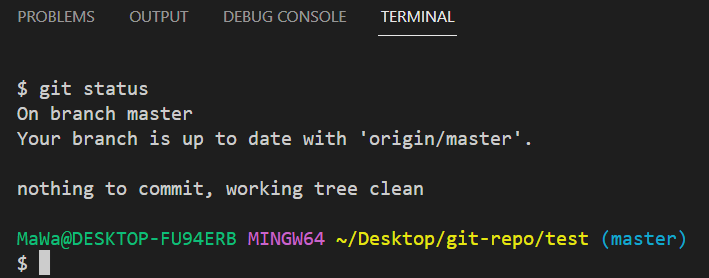 PROBLEMS OUTPUT DEBUG CONSOLE TERMINAL
$ git status
On branch master
Your branch is up to date with 'origin/master'.
nothing to commit, working tree clean
MaWa@DESKTOP-FU94ERB MINGW64 ~/Desktop/git-repo/test (master)
$